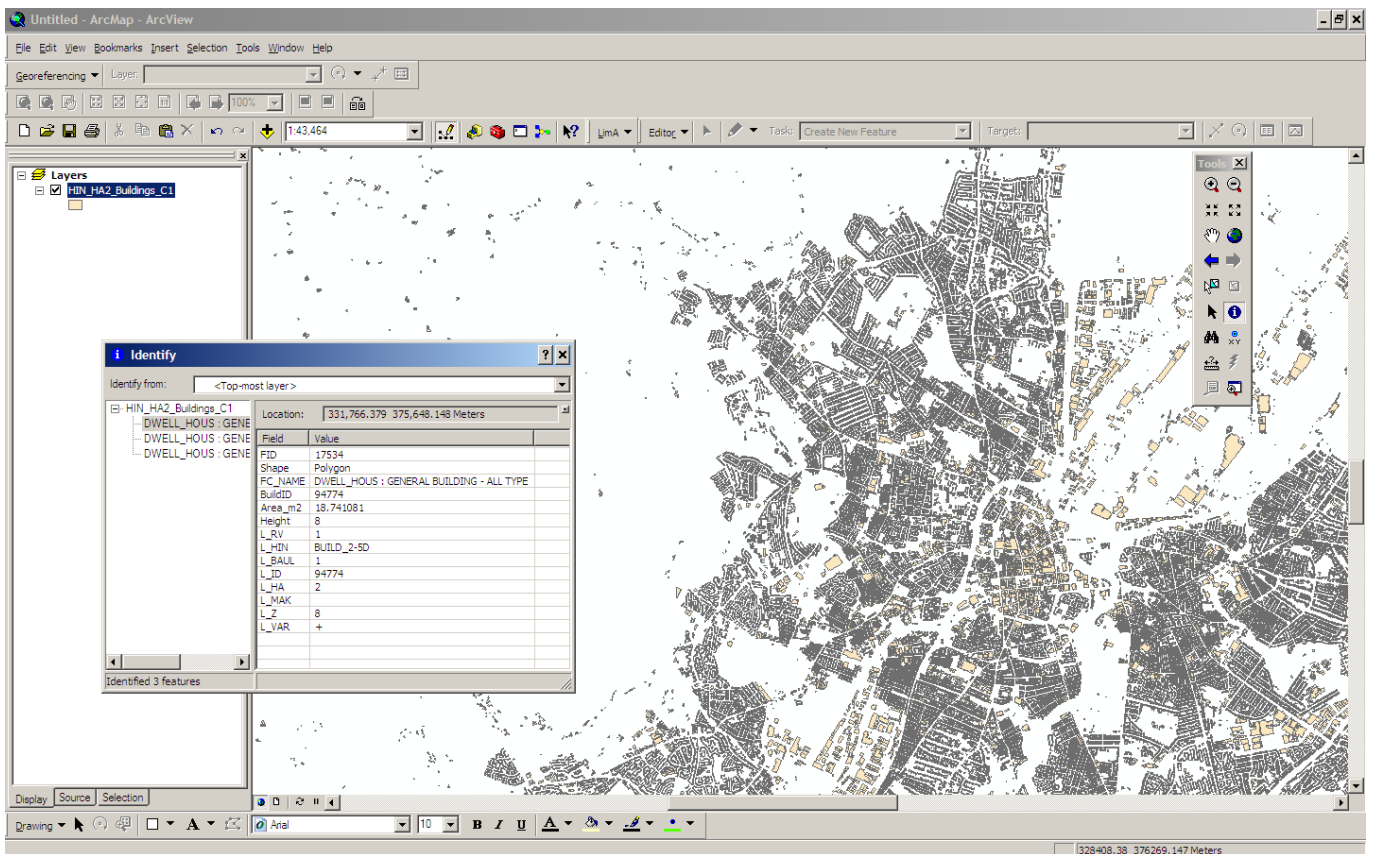 Untitled - ArcMap - ArcView
File Edit View Bookmarks Insert Selection Tools Window Help
Georeferencing Layer:
100%
1:43,464 LimA Editor Task: Create New Feature Target:
Layers
HIN_HA2_Buildings_C1
Tools
XY
Identify
Identify from: <Top-most layer>
HIN_HA2_Buildings_C1
DWELL_HOUS : GENE
DWELL_HOUS : GENE
DWELL_HOUS : GENE
Location: 331,766.379 375,648.148 Meters
Field Value
FID 17534
Shape Polygon
FC_NAME DWELL_HOUS : GENERAL BUILDING - ALL TYPE
BuildID 94774
Area_m2 18.741081
Height 8
L_RV 1
L_HIN BUILD_2-5D
L_BAUL 1
L_ID 94774
L_HA 2
L_MAK
L_Z 8
L_VAR +
Identified 3 features
Display Source Selection
Drawing A Arial 10 B I U A
328408.38 376269.147 Meters